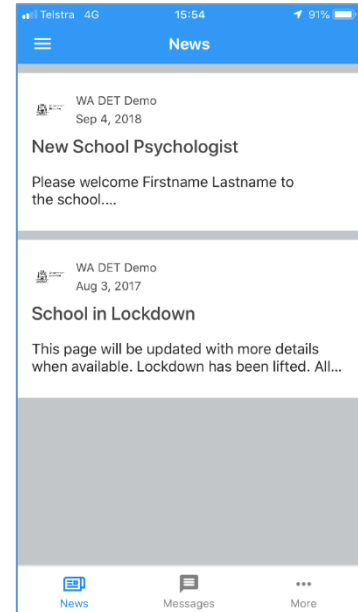 Telstra 4G 15:54 91%
News
WA DET Demo
Sep 4, 2018
New School Psychologist
Please welcome Firstname Lastname to
the school....
WA DET Demo
Aug 3, 2017
School in Lockdown
This page will be updated with more details
when available. Lockdown has been lifted. All...
News Messages More